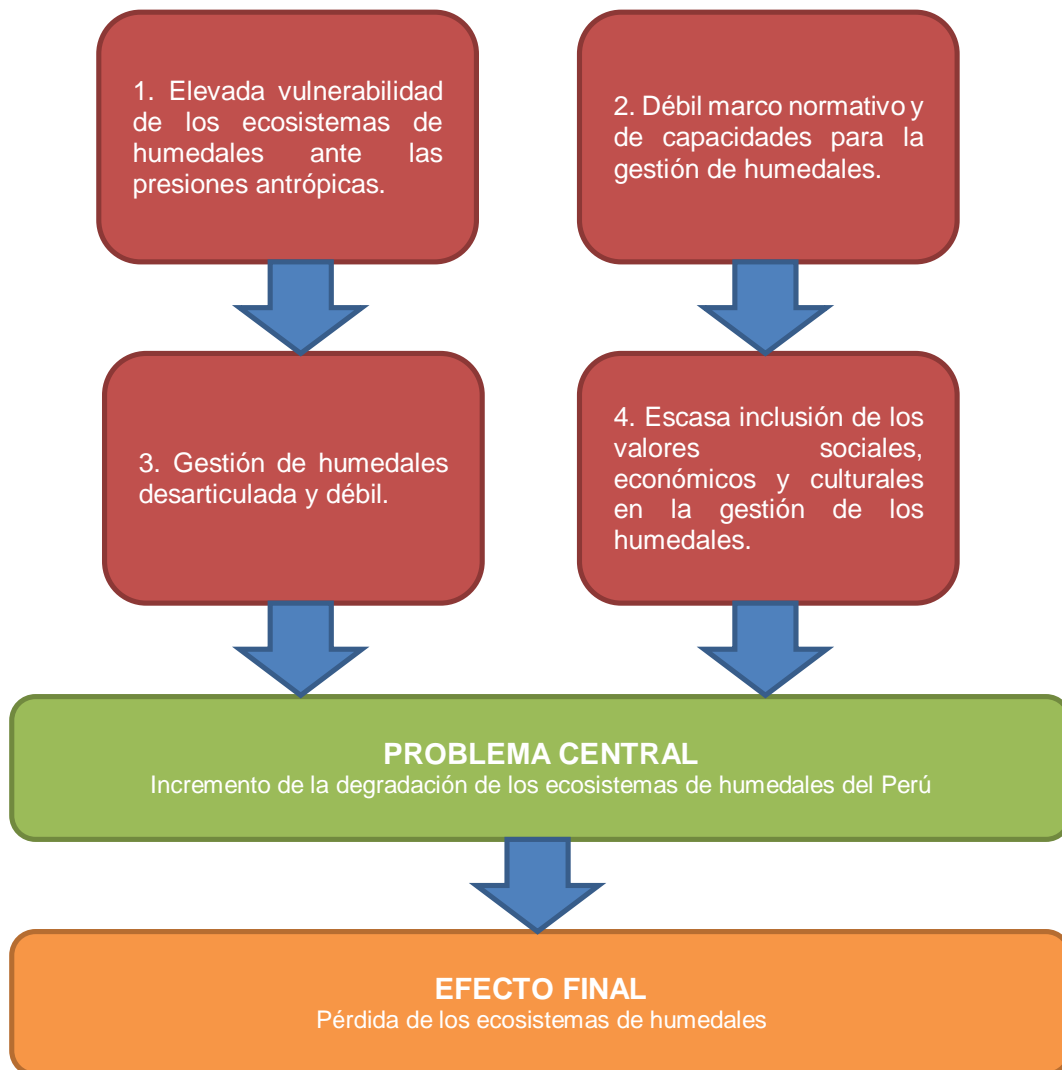 1. Elevada vulnerabilidad
de los ecosistemas de
humedales ante las
presiones antrópicas.
2. Débil marco normativo y
de capacidades para la
gestión de humedales.
3. Gestión de humedales
desarticulada y débil.
4. Escasa inclusión de los
valores sociales,
económicos y culturales
en la gestión de los
humedales.
PROBLEMA CENTRAL
Incremento de la degradación de los ecosistemas de humedales del Perú
EFECTO FINAL
Pérdida de los ecosistemas de humedales